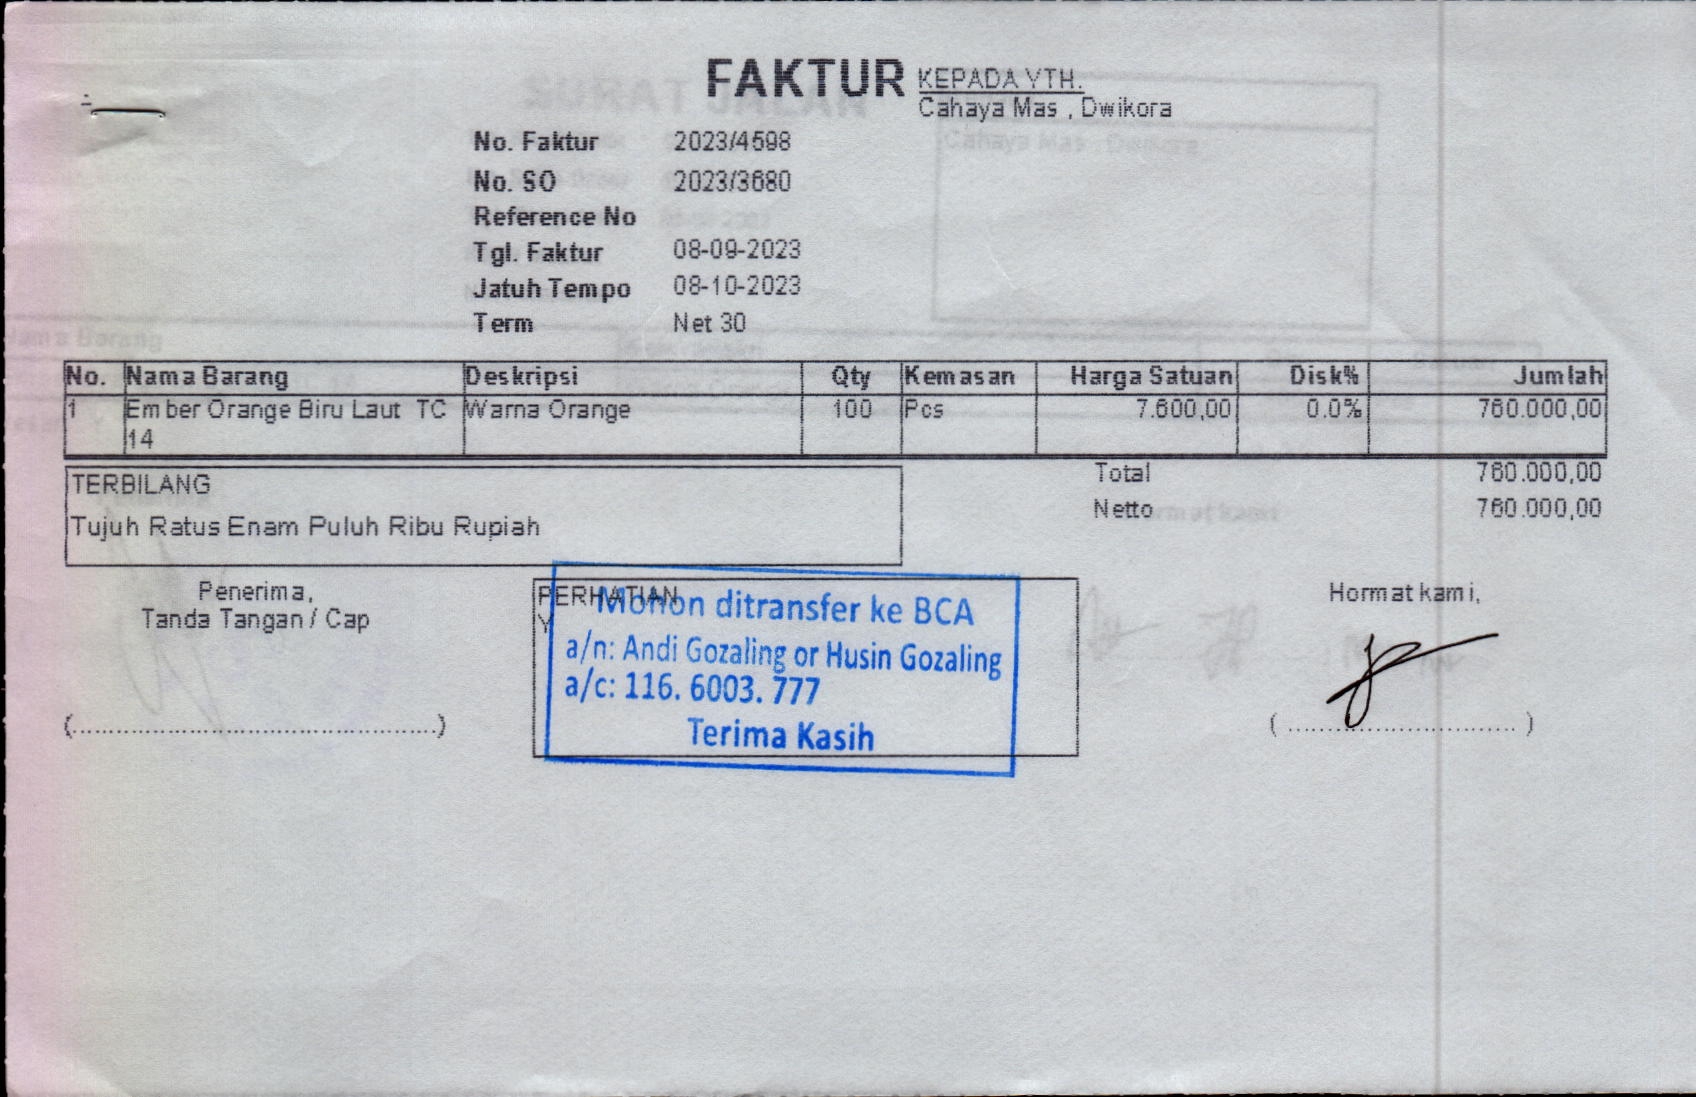 FAKTUR
KEPADA YTH.
Cahaya Mas , Dwikora
No. Faktur 2023/4598
No. SO 2023/3680
Reference No
Tgl. Faktur 08-09-2023
Jatuh Tempo 08-10-2023
Term Net 30
No. Nama Barang Deskripsi Qty Kemasan Harga Satuan Disk% Jumlah
1 Ember Orange Biru Laut TC 14 Warna Orange 100 Pcs 7.600,00 0.0% 760.000,00
Total 760.000,00
Netto 760.000,00
TERBILANG
Tujuh Ratus Enam Puluh Ribu Rupiah
Penerima,
Tanda Tangan / Cap
(..............................................)
PERHATIAN
Y
Mohon ditransfer ke BCA
a/n: Andi Gozaling or Husin Gozaling
a/c: 116. 6003. 777
Terima Kasih
Hormat kami,
( ............................. )